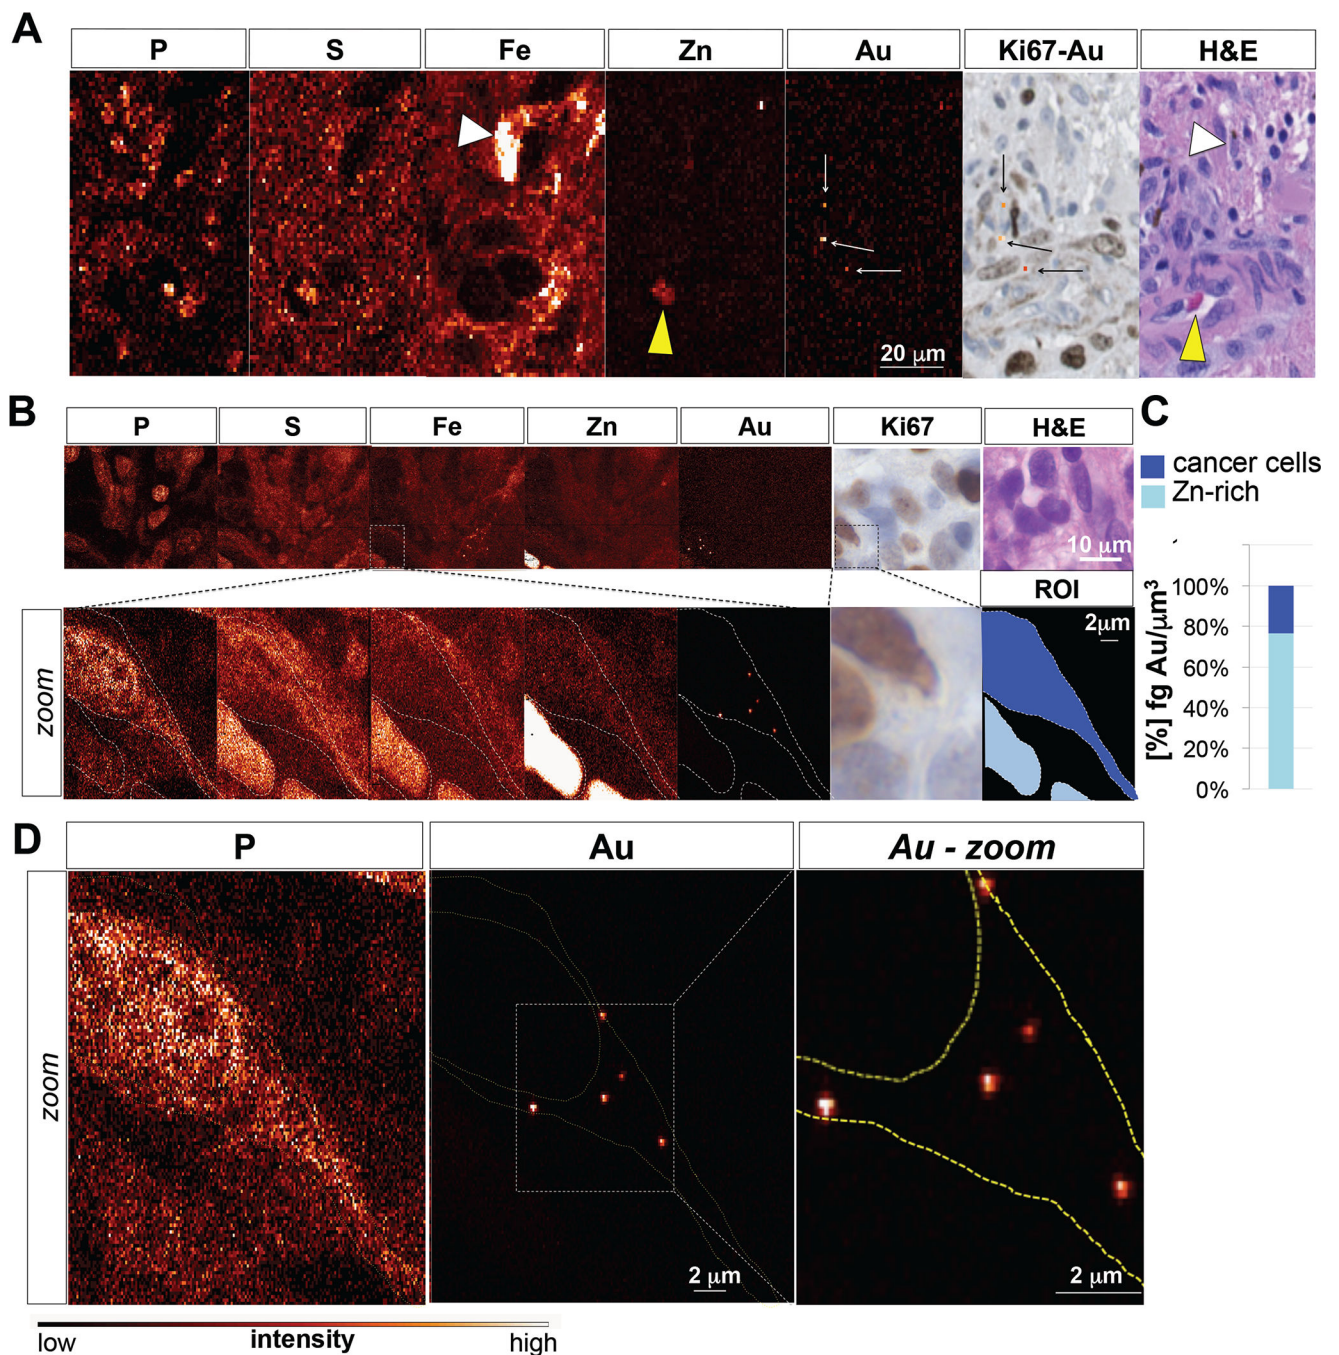 A
P S Fe Zn Au Ki67-Au H&E
20 μm
B
P S Fe Zn Au Ki67 H&E
10 μm
C
cancer cells
Zn-rich
[%] fg Au/μm³
100%
80%
60%
40%
20%
0%
ROI
2μm
zoom
D
P Au Au - zoom
zoom
2 μm
2 μm
low intensity high